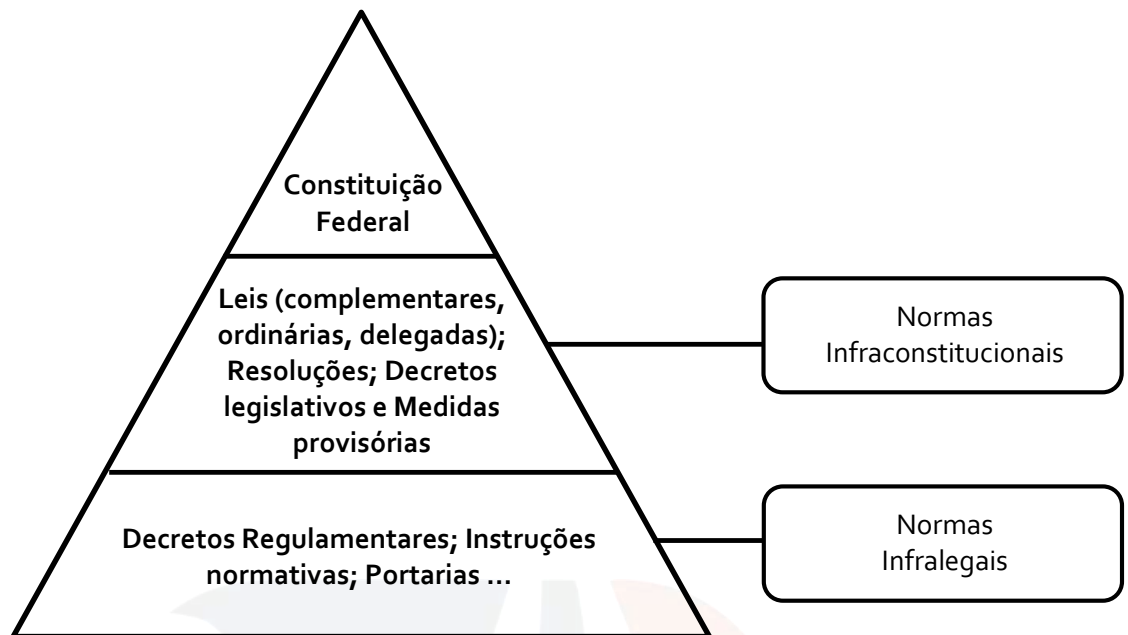 Constituição
Federal
Leis (complementares,
ordinárias, delegadas);
Resoluções; Decretos
legislativos e Medidas
provisórias
Normas
Infraconstitucionais
Decretos Regulamentares; Instruções
normativas; Portarias ...
Normas
Infralegais